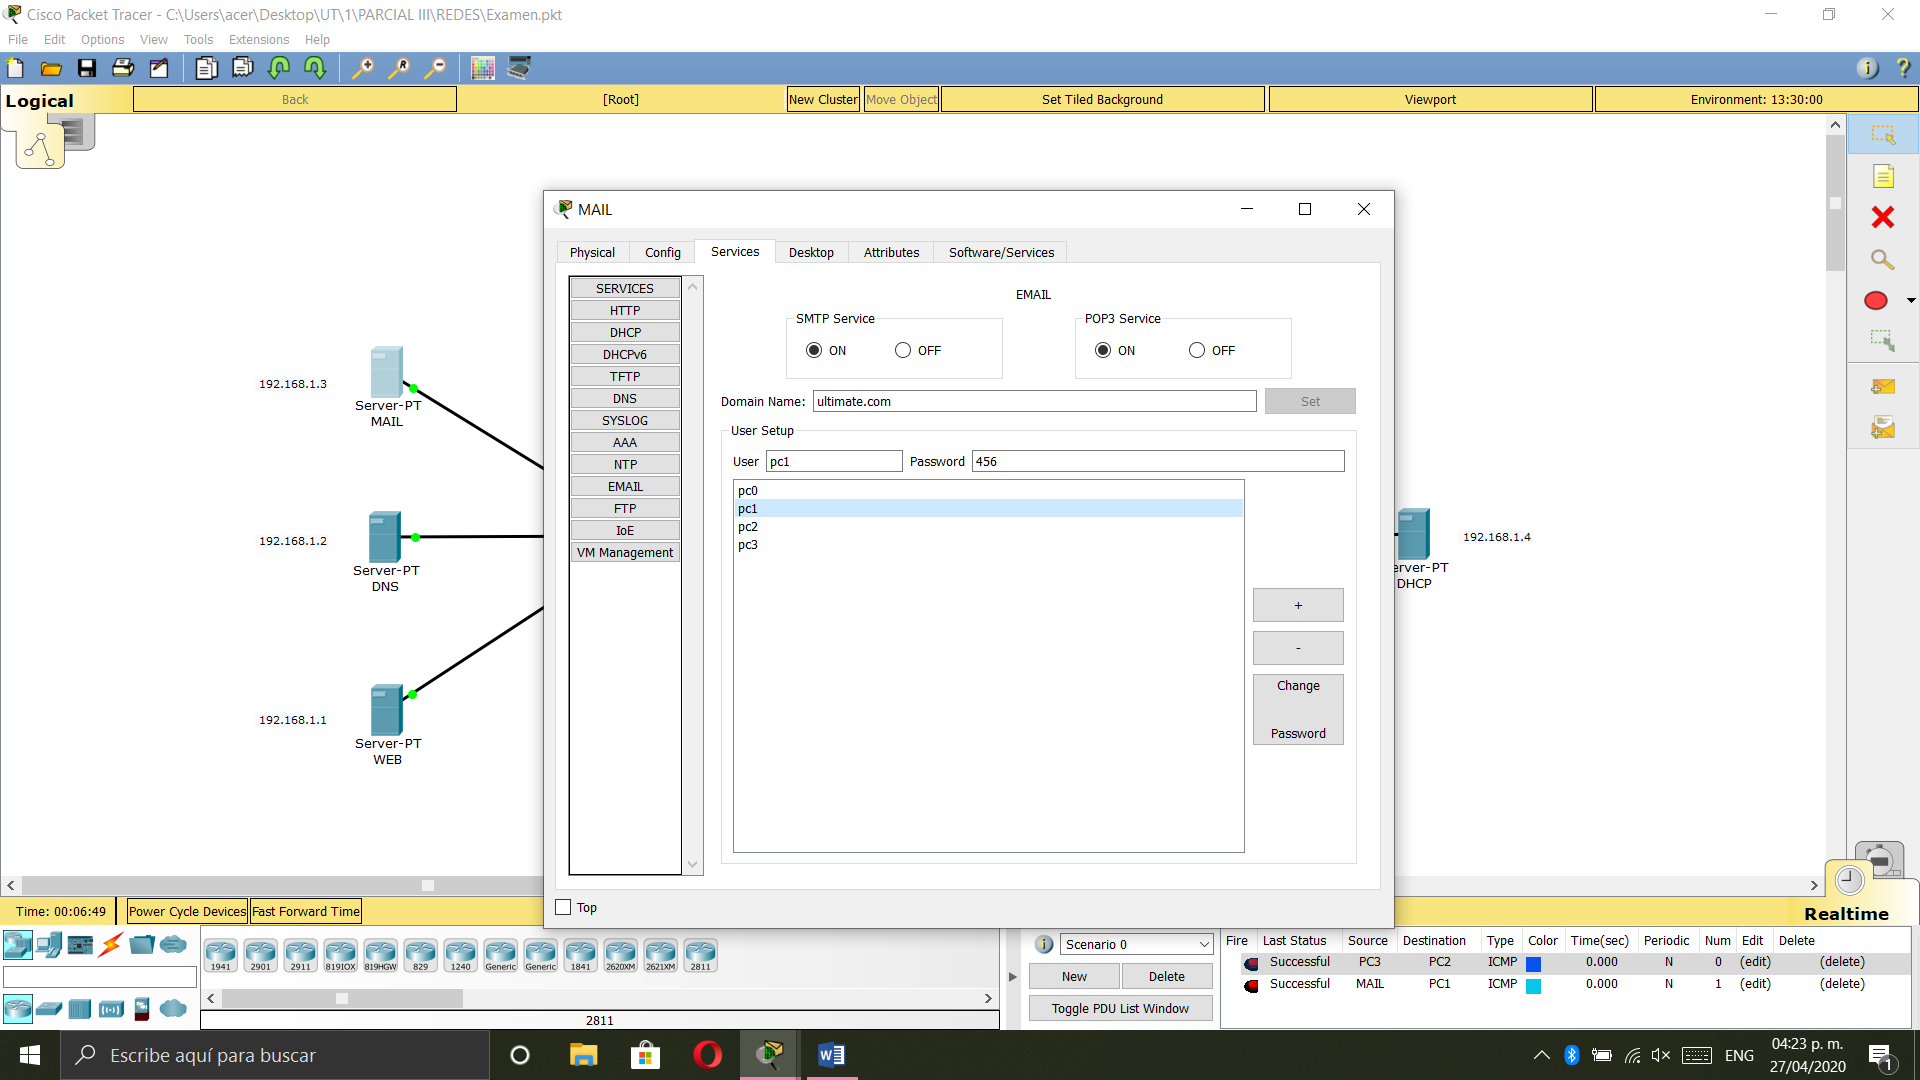 Cisco Packet Tracer - C:\Users\acer\Desktop\UT\1\PARCIAL III\REDES\Examen.pkt
File Edit Options View Tools Extensions Help
Logical
Back
[Root]
New Cluster
Move Object
Set Tiled Background
Viewport
Environment: 13:30:00
MAIL
Physical Config Services Desktop Attributes Software/Services
SERVICES
HTTP
DHCP
DHCPv6
TFTP
DNS
SYSLOG
AAA
NTP
EMAIL
FTP
IoE
VM Management
EMAIL
SMTP Service
ON OFF
POP3 Service
ON OFF
Domain Name: ultimate.com Set
User Setup
User pc1 Password 456
pc0
pc1
pc2
pc3
+
-
Change
Password
Top
192.168.1.3
Server-PT
MAIL
192.168.1.2
Server-PT
DNS
192.168.1.1
Server-PT
WEB
192.168.1.4
erver-PT
DHCP
Time: 00:06:49
Power Cycle Devices Fast Forward Time
Realtime
1941 2901 2911 819IOX 819HGW 829 1240 Generic Generic 1841 2620XM 2621XM 2811
2811
Scenario 0
New Delete
Toggle PDU List Window
Fire Last Status Source Destination Type Color Time(sec) Periodic Num Edit Delete
Successful PC3 PC2 ICMP 0.000 N 0 (edit) (delete)
Successful MAIL PC1 ICMP 0.000 N 1 (edit) (delete)
Escribe aquí para buscar
ENG
04:23 p. m.
27/04/2020
1